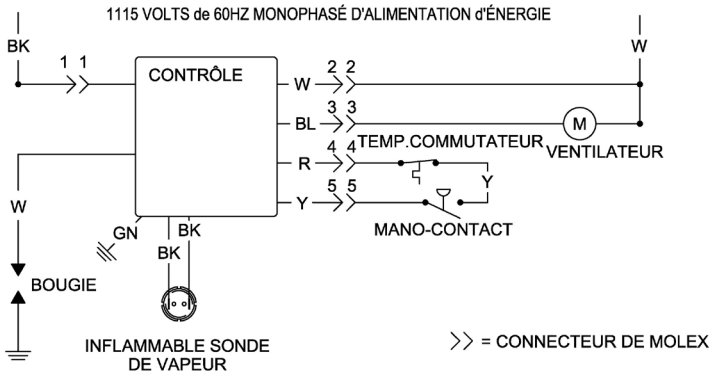 1115 VOLTS de 60HZ MONOPHASÉ D'ALIMENTATION d'ÉNERGIE
BK
W
1 1
CONTRÔLE
W
2 2
BL
3 3
M
VENTILATEUR
TEMP.COMMUTATEUR
R
4 4
Y
Y
5 5
MANO-CONTACT
W
GN
BK
BK
BOUGIE
INFLAMMABLE SONDE
DE VAPEUR
= CONNECTEUR DE MOLEX